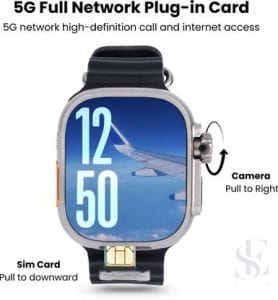 5G Full Network Plug-in Card
5G network high-definition call and internet access
12
50
Camera
Pull to Right
Sim Card
Pull to downward